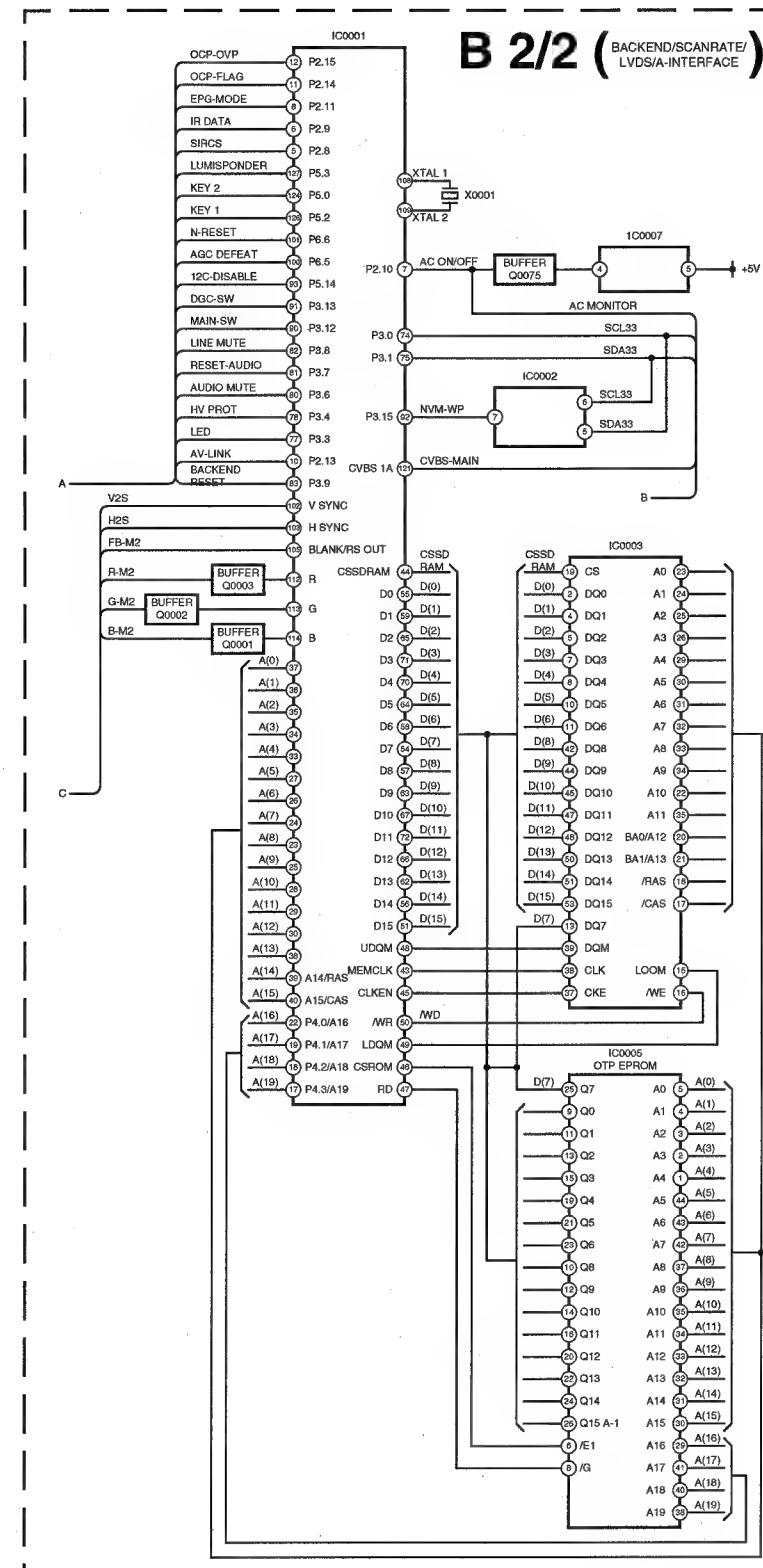 B 2/2 ( BACKEND/SCANRATE/
LVDS/A-INTERFACE )
IC0001
OCP-OVP 12 P2.15
OCP-FLAG 11 P2.14
EPG-MODE 8 P2.11
IR DATA 6 P2.9
SIRCS 5 P2.8
LUMISPONDER 127 P5.3
KEY 2 124 P5.0
KEY 1 126 P5.2
N-RESET 101 P6.6
AGC DEFEAT 100 P6.5
12C-DISABLE 93 P5.14
DGC-SW 91 P3.13
MAIN-SW 90 P3.12
LINE MUTE 82 P3.8
RESET-AUDIO 81 P3.7
AUDIO MUTE 80 P3.6
HV PROT 78 P3.4
LED 77 P3.3
AV-LINK 10 P2.13
BACKEND
RESET 83 P3.9
A
V2S 102 V SYNC
H2S 103 H SYNC
FB-M2 105 BLANK/RS OUT
R-M2 BUFFER Q0003 112 R
G-M2 BUFFER Q0002 113 G
B-M2 BUFFER Q0001 114 B
C
A(0) 37
A(1) 36
A(2) 35
A(3) 34
A(4) 33
A(5) 27
A(6) 26
A(7) 24
A(8) 23
A(9) 25
A(10) 28
A(11) 29
A(12) 30
A(13) 38
A(14) 39 A14/RAS
A(15) 40 A15/CAS
A(16) 22 P4.0/A16
A(17) 19 P4.1/A17
A(18) 18 P4.2/A18
A(19) 17 P4.3/A19
108 XTAL 1
X0001
109 XTAL 2
P2.10 7 AC ON/OFF BUFFER Q0075 4 1C0007 5 +5V
AC MONITOR
P3.0 74 SCL33
P3.1 75 SDA33
IC0002
P3.15 92 NVM-WP 7
6 SCL33
5 SDA33
CVBS 1A 121 CVBS-MAIN
B
CSSDRAM 44 CSSD RAM
D0 55 D(0)
D1 59 D(1)
D2 65 D(2)
D3 71 D(3)
D4 70 D(4)
D5 64 D(5)
D6 58 D(6)
D7 54 D(7)
D8 57 D(8)
D9 63 D(9)
D10 67 D(10)
D11 72 D(11)
D12 66 D(12)
D13 62 D(13)
D14 56 D(14)
D15 51 D(15)
UDQM 48
MEMCLK 43
CLKEN 45
/WR 50 /WD
LDQM 49
CSROM 46
RD 47
IC0003
CSSD RAM 19 CS A0 23
D(0) 2 DQ0 A1 24
D(1) 4 DQ1 A2 25
D(2) 5 DQ2 A3 26
D(3) 7 DQ3 A4 29
D(4) 8 DQ4 A5 30
D(5) 10 DQ5 A6 31
D(6) 11 DQ6 A7 32
D(8) 42 DQ8 A8 33
D(9) 44 DQ9 A9 34
D(10) 45 DQ10 A10 22
D(11) 47 DQ11 A11 35
D(12) 48 DQ12 BA0/A12 20
D(13) 50 DQ13 BA1/A13 21
D(14) 51 DQ14 /RAS 18
D(15) 53 DQ15 /CAS 17
D(7) 13 DQ7
39 DQM
38 CLK LOOM 15
37 CKE /WE 16
IC0005
OTP EPROM
D(7) 25 Q7 A0 5 A(0)
9 Q0 A1 4 A(1)
11 Q1 A2 3 A(2)
13 Q2 A3 2 A(3)
15 Q3 A4 1 A(4)
19 Q4 A5 44 A(5)
21 Q5 A6 43 A(6)
23 Q6 A7 42 A(7)
10 Q8 A8 37 A(8)
12 Q9 A9 36 A(9)
14 Q10 A10 35 A(10)
16 Q11 A11 34 A(11)
20 Q12 A12 33 A(12)
22 Q13 A13 32 A(13)
24 Q14 A14 31 A(14)
26 Q15 A-1 A15 30 A(15)
6 /E1 A16 29 A(16)
8 /G A17 41 A(17)
A18 40 A(18)
A19 38 A(19)